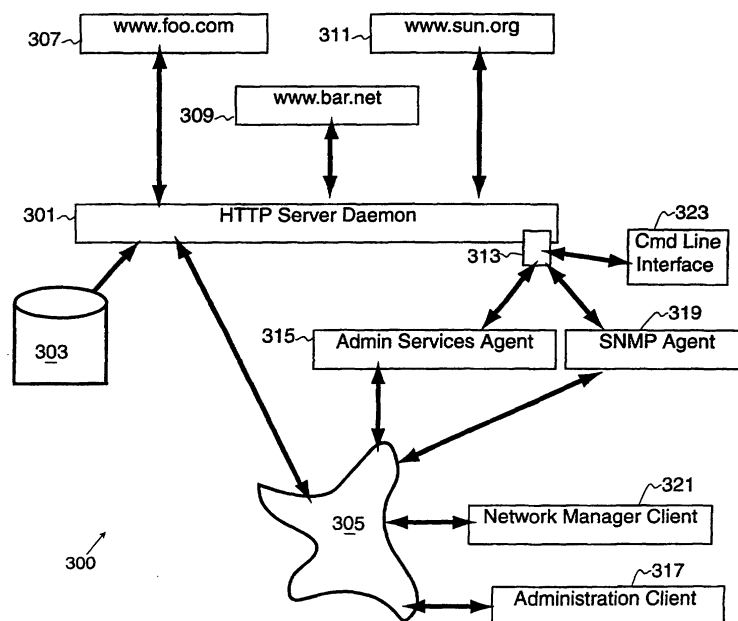 www.foo.com
307
311
www.sun.org
www.bar.net
309
301
HTTP Server Daemon
323
313
Cmd Line
Interface
303
315
Admin Services Agent
319
SNMP Agent
305
321
Network Manager Client
300
317
Administration Client